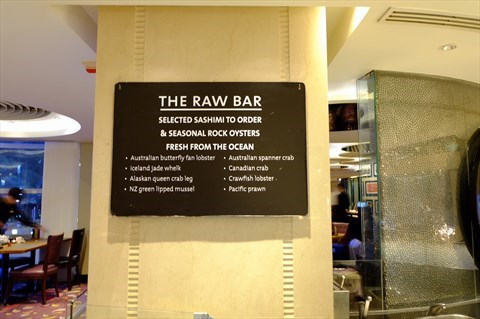 THE RAW BAR
SELECTED SASHIMI TO ORDER
& SEASONAL ROCK OYSTERS
FRESH FROM THE OCEAN
• Australian butterfly fan lobster
• Iceland jade whelk
• Alaskan queen crab leg
• NZ green lipped mussel
• Australian spanner crab
• Canadian crab
• Crawfish lobster
• Pacific prawn